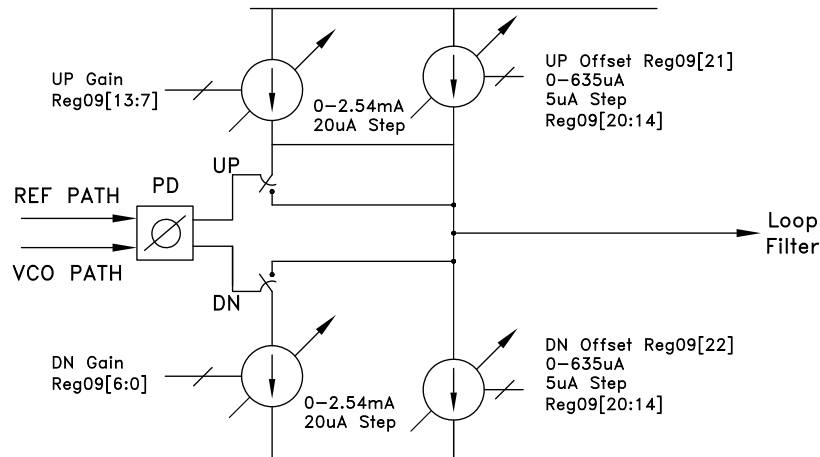 UP Gain
Reg09[13:7]
0-2.54mA
20uA Step
UP Offset Reg09[21]
0-635uA
5uA Step
Reg09[20:14]
UP
PD
REF PATH
VCO PATH
Loop
Filter
DN
DN Gain
Reg09[6:0]
0-2.54mA
20uA Step
DN Offset Reg09[22]
0-635uA
5uA Step
Reg09[20:14]